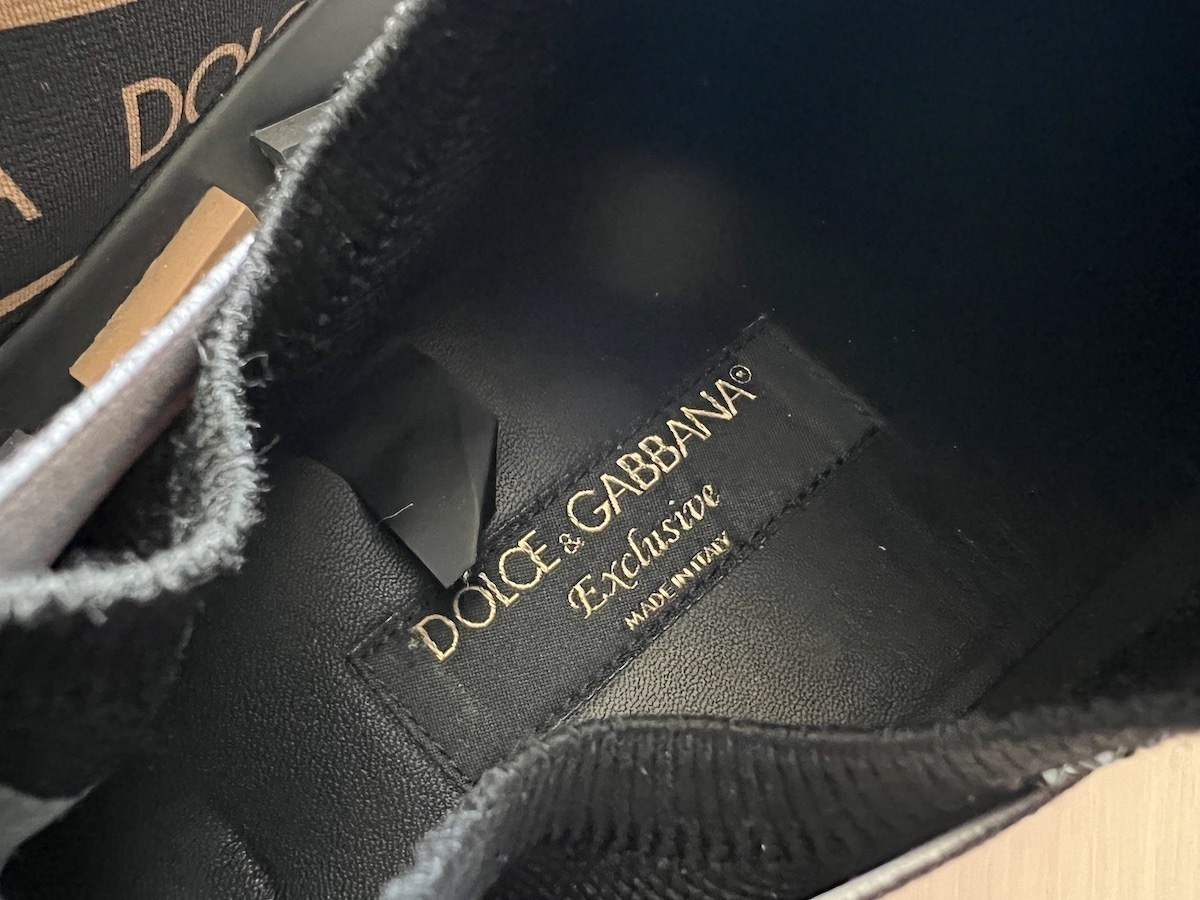 DOLCE & GABBANA®
Exclusive
MADE IN ITALY